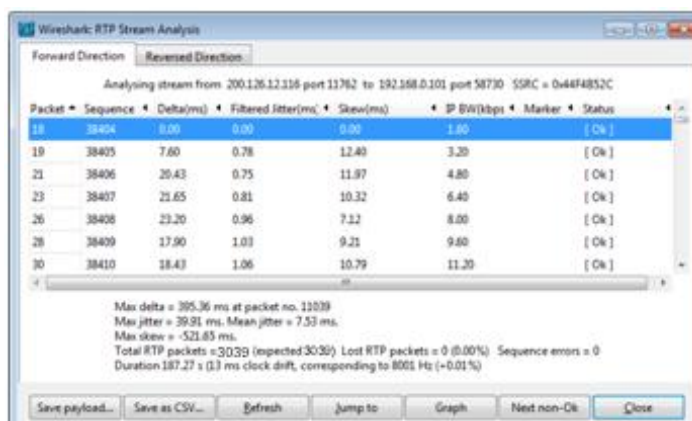 Wireshark: RTP Stream Analysis
Forward Direction Reversed Direction
Analysing stream from 200.126.12.116 port 11762 to 192.168.0.101 port 58730 SSRC = 0x44F4B52C
Packet Sequence Delta(ms) Filtered Jitter(ms) Skew(ms) IP BW(kbps) Marker Status
18 38404 0.00 0.00 0.00 1.60 [ Ok ]
19 38405 7.60 0.78 12.40 3.20 [ Ok ]
21 38406 20.43 0.75 11.97 4.80 [ Ok ]
23 38407 21.65 0.81 10.32 6.40 [ Ok ]
26 38408 23.20 0.96 7.12 8.00 [ Ok ]
28 38409 17.90 1.03 9.21 9.60 [ Ok ]
30 38410 18.43 1.06 10.79 11.20 [ Ok ]
Max delta = 395.36 ms at packet no. 11039
Max jitter = 39.91 ms. Mean jitter = 7.53 ms.
Max skew = -521.65 ms.
Total RTP packets = 3039 (expected 3039) Lost RTP packets = 0 (0.00%) Sequence errors = 0
Duration 187.27 s (13 ms clock drift, corresponding to 8001 Hz (+0.01%)
Save payload... Save as CSV... Refresh Jump to Graph Next non-Ok Close